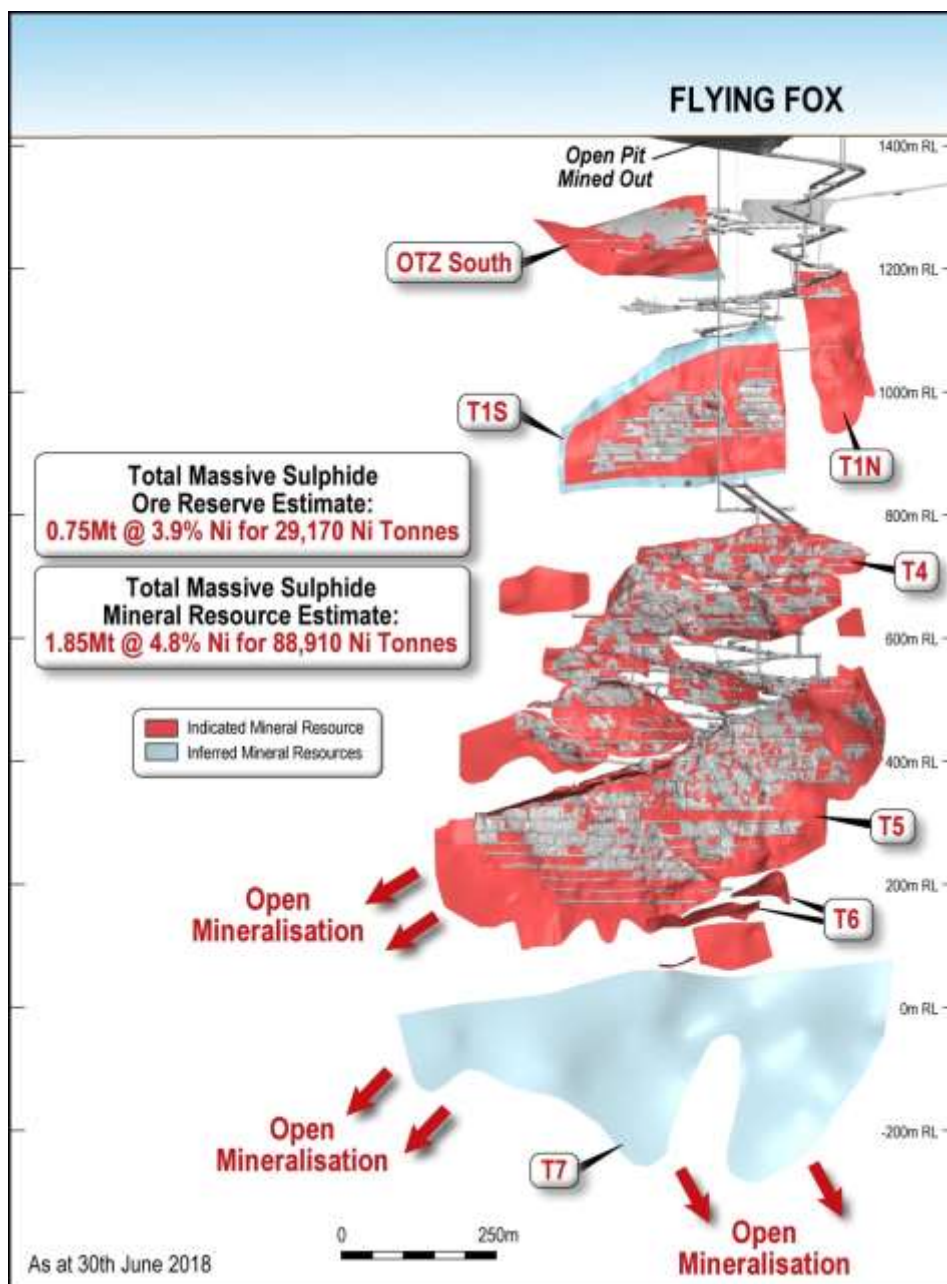 FLYING FOX
Open Pit
Mined Out
1400m RL
OTZ South
1200m RL
1000m RL
T1S
T1N
Total Massive Sulphide
Ore Reserve Estimate:
0.75Mt @ 3.9% Ni for 29,170 Ni Tonnes
800m RL
T4
Total Massive Sulphide
Mineral Resource Estimate:
1.85Mt @ 4.8% Ni for 88,910 Ni Tonnes
600m RL
Indicated Mineral Resource
Inferred Mineral Resources
400m RL
T5
Open
Mineralisation
200m RL
T6
0m RL
Open
Mineralisation
-200m RL
T7
0 250m
Open
Mineralisation
As at 30th June 2018